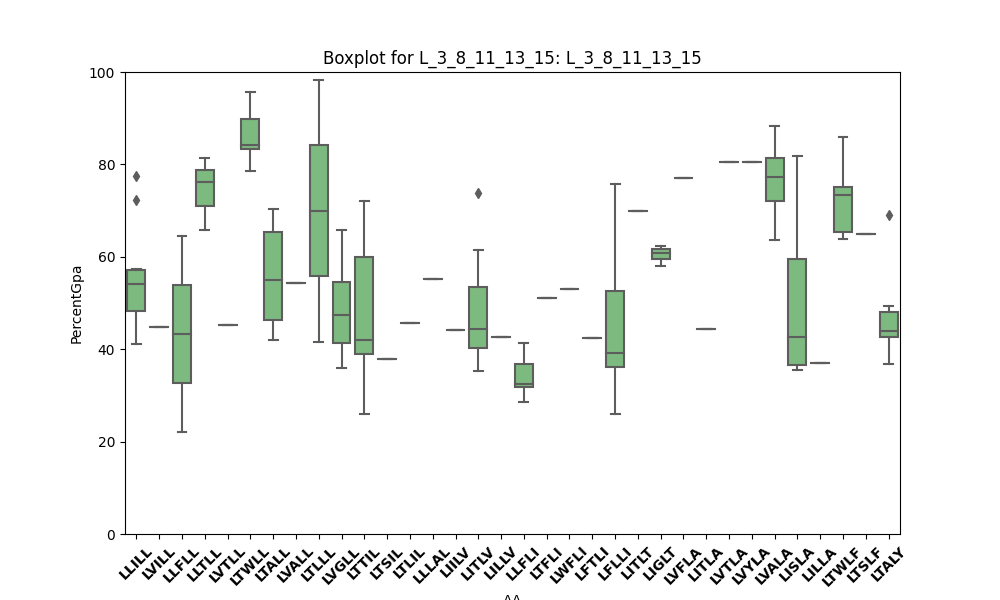 Boxplot for L_3_8_11_13_15: L_3_8_11_13_15
100
80
60
40
20
0
PercentGpa
LLILL
LVILL
LLFLL
LLTLL
LVTLL
LTWLL
LTALL
LVALL
LTLLL
LVGLL
LTTIL
LTSIL
LTLIL
LLLAL
LIILV
LITLV
LILLV
LLFLI
LTFLI
LWFLI
LFTLI
LFLLI
LITLT
LIGLT
LVFLA
LITLA
LVTLA
LVYLA
LVALA
LISLA
LILLA
LTWLF
LTSLF
LTALY
AA